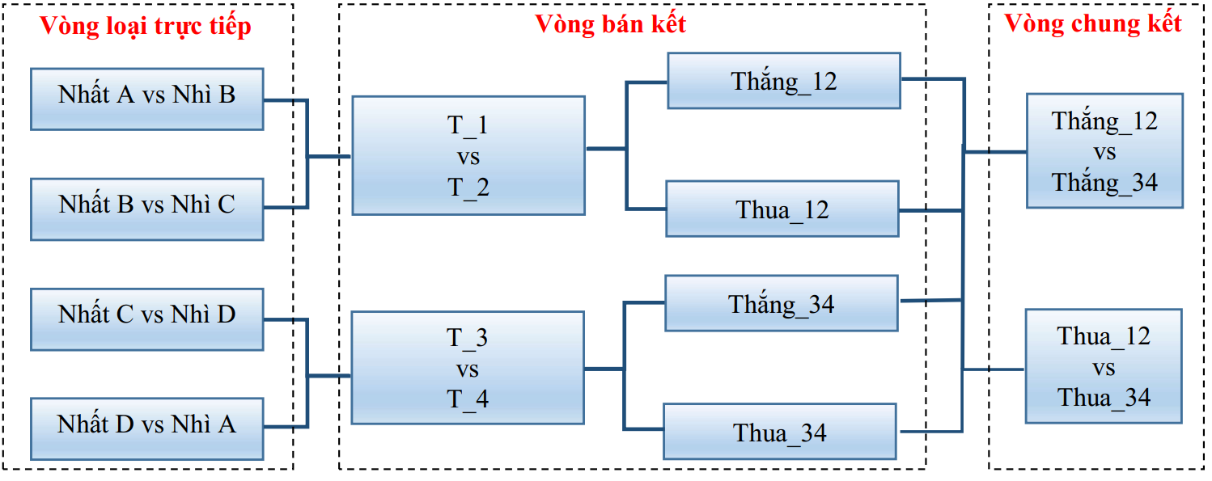 Vòng loại trực tiếp
Nhất A vs Nhì B
Nhất B vs Nhì C
Nhất C vs Nhì D
Nhất D vs Nhì A
Vòng bán kết
T_1
vs
T_2
T_3
vs
T_4
Thắng_12
Thua_12
Thắng_34
Thua_34
Vòng chung kết
Thắng_12
vs
Thắng_34
Thua_12
vs
Thua_34